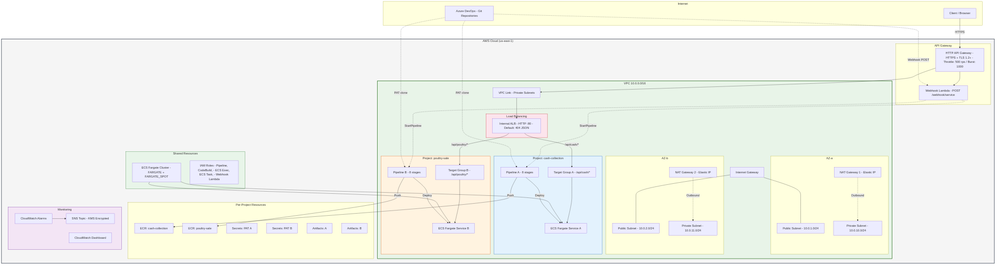 Internet
Azure DevOps - Git
Repositories
Client / Browser
HTTPS
AWS Cloud (us-east-1)
API Gateway
HTTP API Gateway -
HTTPS + TLS 1.2+ -
Throttle: 500 rps / Burst:
1000
Webhook POST
Webhook Lambda - POST
/webhook/service
VPC 10.0.0.0/16
PAT clone
PAT clone
VPC Link - Private Subnets
Load Balancing
Internal ALB - HTTP :80 -
Default: 404 JSON
StartPipeline
StartPipeline
/api/poultry/*
/api/cash/*
Shared Resources
ECS Fargate Cluster -
FARGATE +
FARGATE_SPOT
IAM Roles - Pipeline,
CodeBuild, - ECS Exec,
ECS Task, - Webhook
Lambda
Project: poultry-sale
Pipeline B - 8 stages
Target Group B -
/api/poultry/*
Project: cash-collection
Pipeline A - 8 stages
Target Group A - /api/cash/*
AZ-b
NAT Gateway 2 - Elastic IP
Internet Gateway
AZ-a
NAT Gateway 1 - Elastic IP
Push
Deploy
Push
Deploy
Outbound
Outbound
Monitoring
CloudWatch Alarms
SNS Topic - KMS Encrypted
CloudWatch Dashboard
Per-Project Resources
ECR: cash-collection
ECR: poultry-sale
Secrets: PAT A
Secrets: PAT B
Artifacts: A
Artifacts: B
ECS Fargate Service B
ECS Fargate Service A
Public Subnet - 10.0.2.0/24
Private Subnet -
10.0.11.0/24
Public Subnet - 10.0.1.0/24
Private Subnet -
10.0.10.0/24